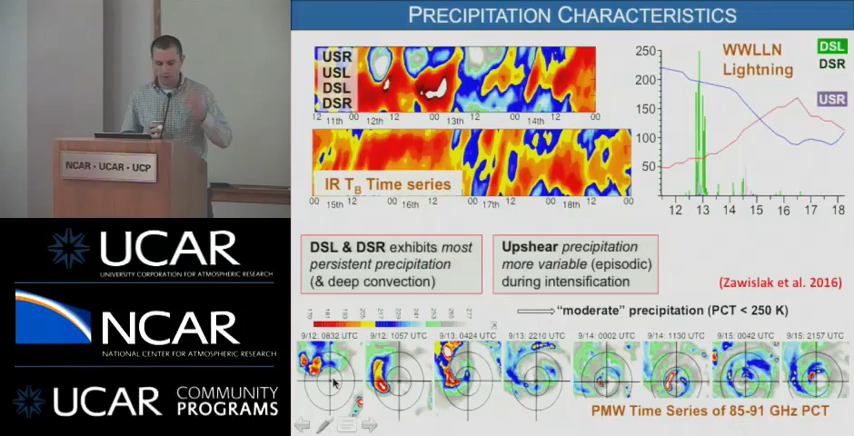 PRECIPITATION CHARACTERISTICS
USR
USL
DSL
DSR
12 00 12 00 12 00 12 00
11th 12th 13th 14th
IR TB Time series
00 12 00 12 00 12 00 12 00
15th 16th 17th 18th
250
200
150
100
50
WWLLN
Lightning
DSL
DSR
USR
12 13 14 15 16 17 18
NCAR · UCAR · UCP
UCAR
UNIVERSITY CORPORATION FOR ATMOSPHERIC RESEARCH
NCAR
NATIONAL CENTER FOR ATMOSPHERIC RESEARCH
UCAR COMMUNITY
PROGRAMS
DSL & DSR exhibits most
persistent precipitation
(& deep convection)
Upshear precipitation
more variable (episodic)
during intensification
(Zawislak et al. 2016)
"moderate" precipitation (PCT < 250 K)
9/12: 0832 UTC
9/12: 1057 UTC
9/13: 0424 UTC
9/13: 2210 UTC
9/14: 0002 UTC
9/14: 1130 UTC
9/15: 0042 UTC
9/15: 2157 UTC
PMW Time Series of 85-91 GHz PCT